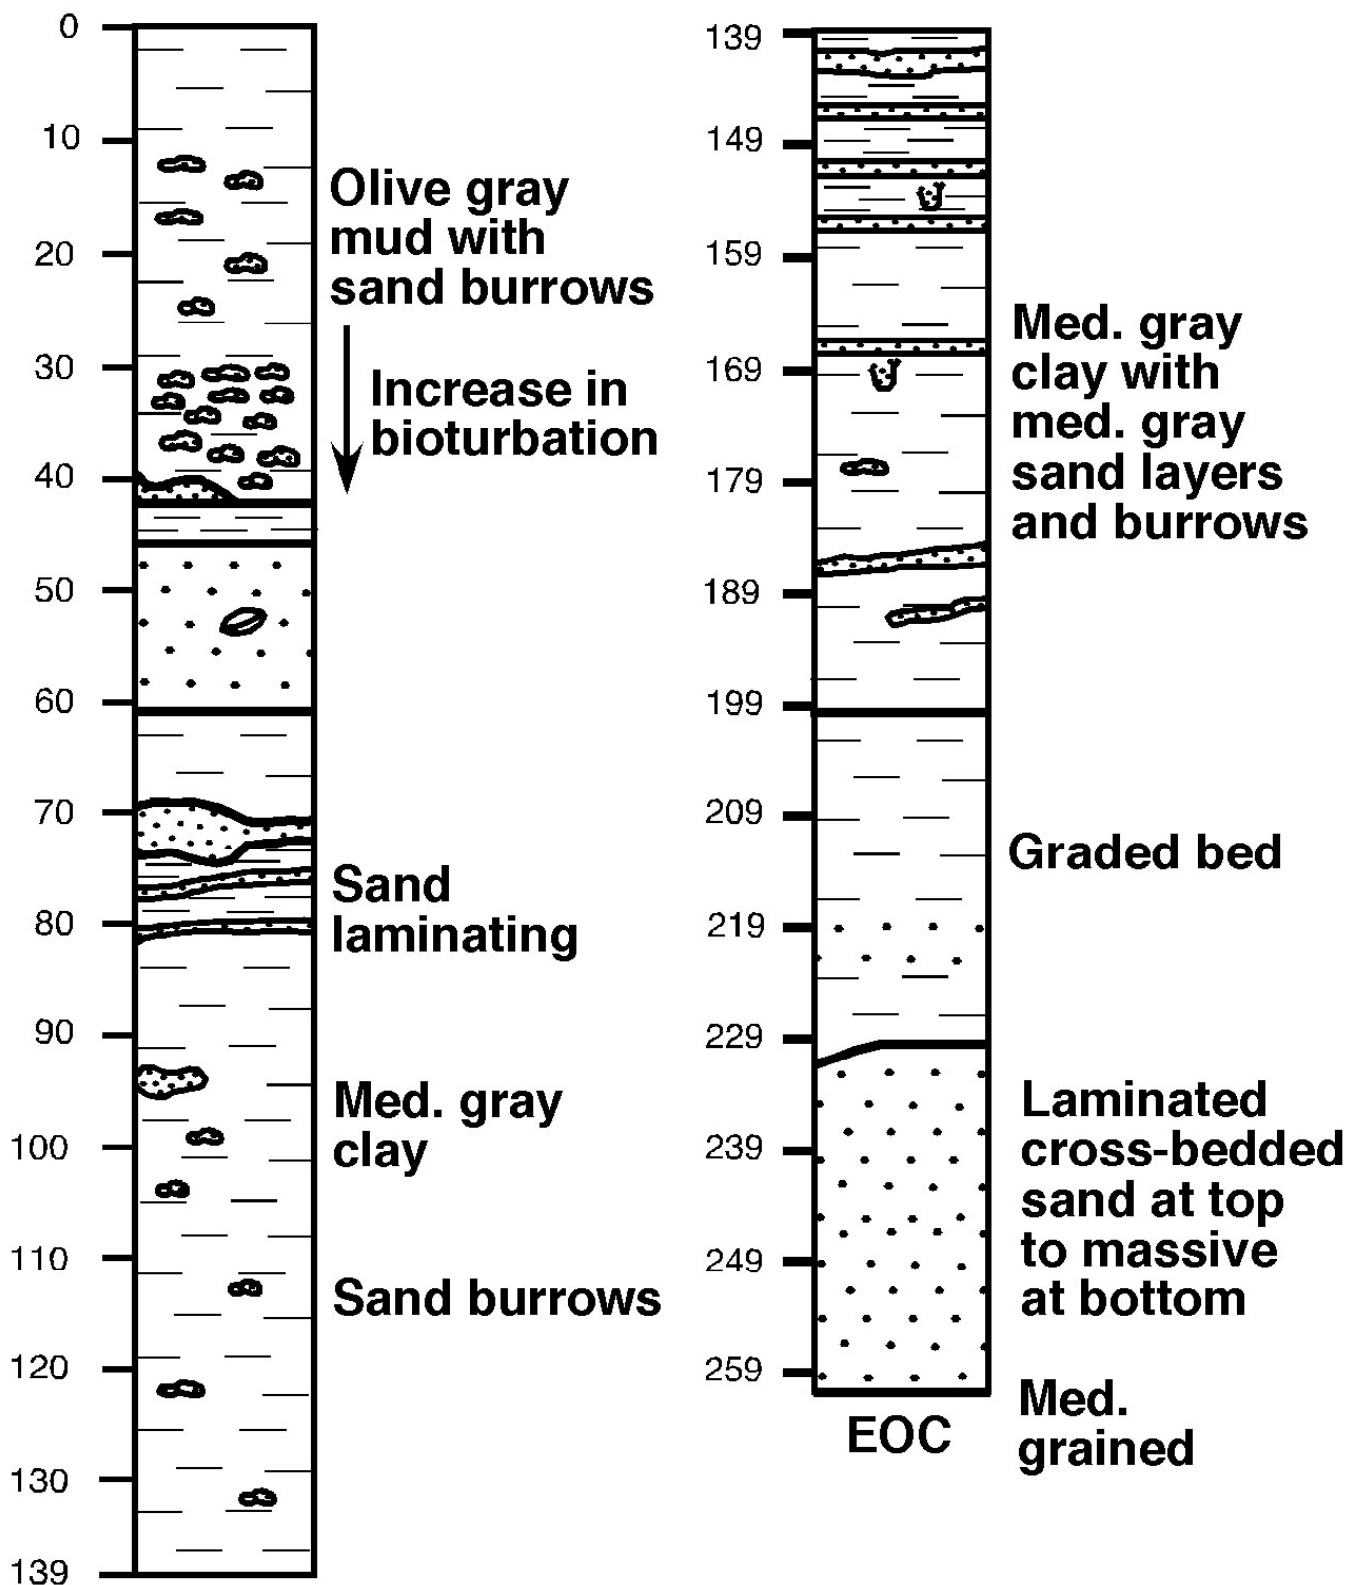 0
10
20
30
40
50
60
70
80
90
100
110
120
130
139
Olive gray
mud with
sand burrows
Increase in
bioturbation
Sand
laminating
Med. gray
clay
Sand burrows
139
149
159
169
179
189
199
209
219
229
239
249
259
Med. gray
clay with
med. gray
sand layers
and burrows
Graded bed
Laminated
cross-bedded
sand at top
to massive
at bottom
Med.
grained
EOC